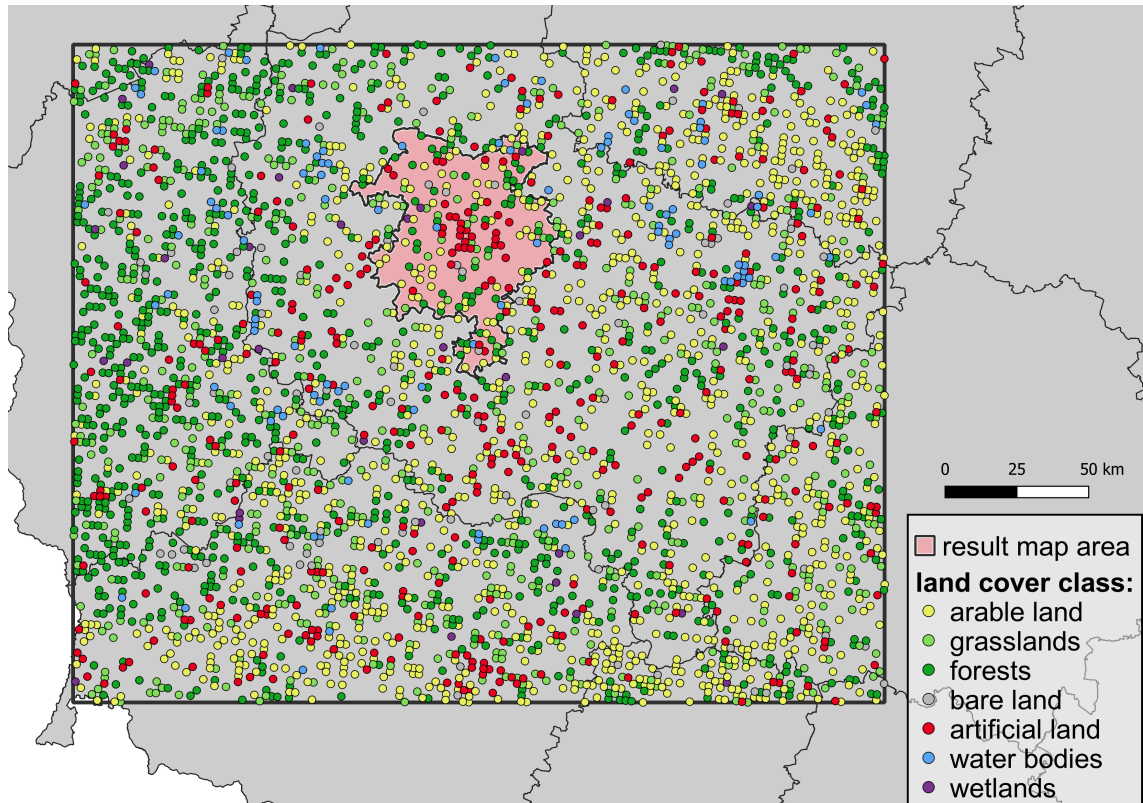 0 25 50 km
result map area
land cover class:
arable land
grasslands
forests
bare land
artificial land
water bodies
wetlands